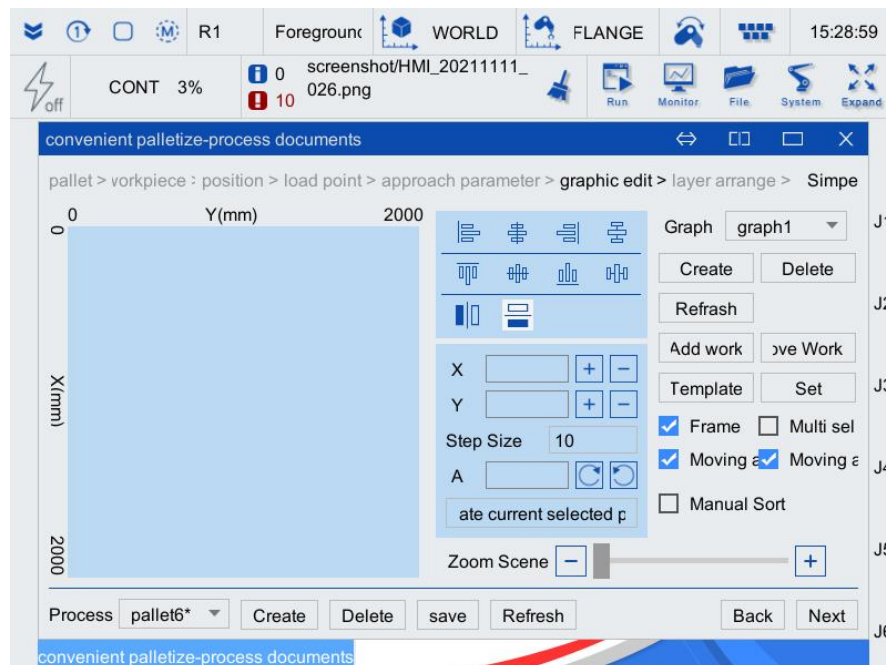 R1 Foregrounc WORLD FLANGE 15:28:59
off CONT 3% 0 screenshot/HMI_20211111_
10 026.png
Run Monitor File System Expand
convenient palletize-process documents
pallet > vorkpiece : position > load point > approach parameter > graphic edit > layer arrange > Simpe
0 Y(mm) 2000
0
X(mm)
2000
Graph graph1
Create Delete
Refrash
Add work ove Work
Template Set
Frame Multi sel
Moving a Moving a
Manual Sort
X + −
Y + −
Step Size 10
A
ate current selected p
Zoom Scene − +
Process pallet6* Create Delete save Refresh Back Next
convenient palletize-process documents
J1
J2
J3
J4
J5
J6